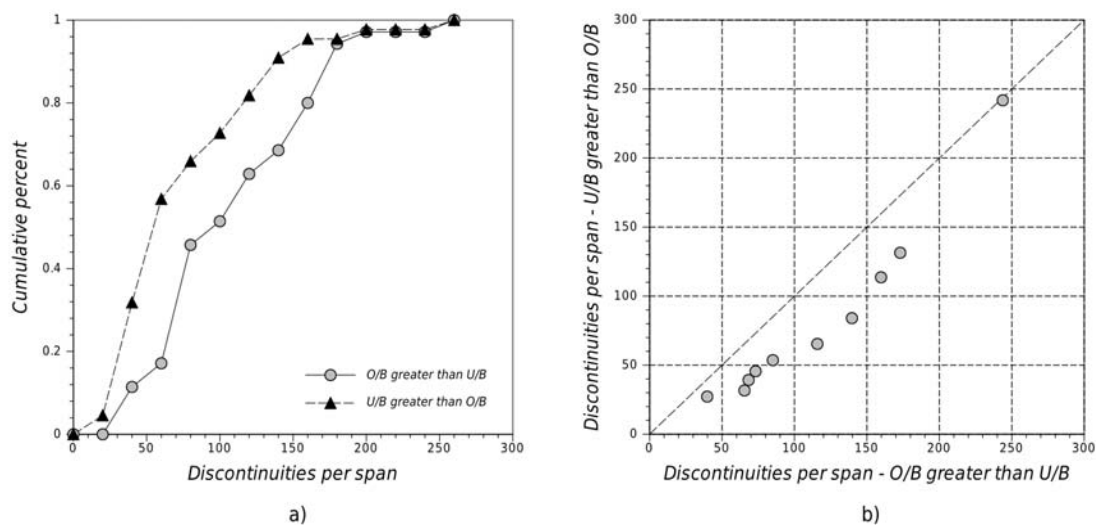 1
0.8
0.6
0.4
0.2
0
Cumulative percent
O/B greater than U/B
U/B greater than O/B
0 50 100 150 200 250 300
Discontinuities per span
a)
300
250
200
150
100
50
0
Discontinuities per span - U/B greater than O/B
0 50 100 150 200 250 300
Discontinuities per span - O/B greater than U/B
b)